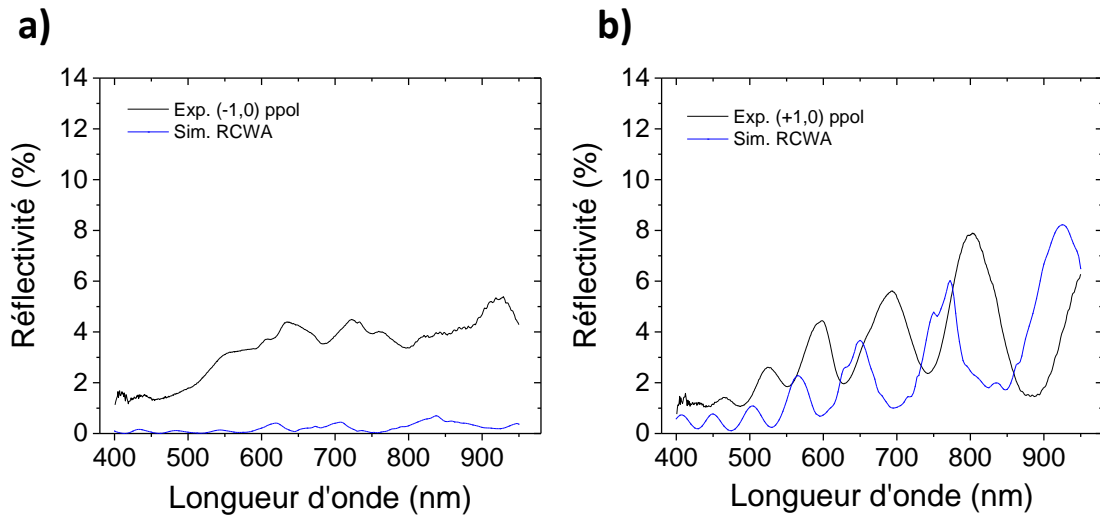 a)
14
12
10
8
6
4
2
0
Réflectivité (%)
Exp. (-1,0) ppol
Sim. RCWA
400 500 600 700 800 900
Longueur d'onde (nm)
b)
14
12
10
8
6
4
2
0
Réflectivité (%)
Exp. (+1,0) ppol
Sim. RCWA
400 500 600 700 800 900
Longueur d'onde (nm)